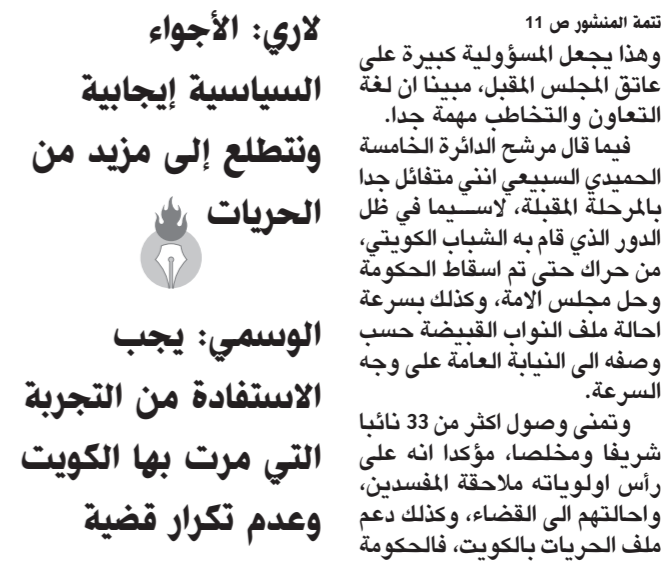 تتمة المنشور ص 11
وهذا يجعل المسؤولية كبيرة على
عاتق المجلس المقبل، مبينا ان لغة
التعاون والتخاطب مهمة جدا.
فيما قال مرشح الدائرة الخامسة
الحميدي السبيعي انني متفائل جدا
بالمرحلة المقبلة، لاسيما في ظل
الدور الذي قام به الشباب الكويتي،
من حراك حتى تم اسقاط الحكومة
وحل مجلس الامة، وكذلك بسرعة
احالة ملف النواب القبيضة حسب
وصفه الى النيابة العامة على وجه
السرعة.
وتمنى وصول اكثر من 33 نائبا
شريفا ومخلصا، مؤكدا انه على
رأس اولوياته ملاحقة المفسدين،
واحالتهم الى القضاء، وكذلك دعم
ملف الحريات بالكويت، فالحكومة
لاري: الأجواء
السياسية إيجابية
ونتطلع إلى مزيد من
الحريات
الوسمي: يجب
الاستفادة من التجربة
التي مرت بها الكويت
وعدم تكرار قضية